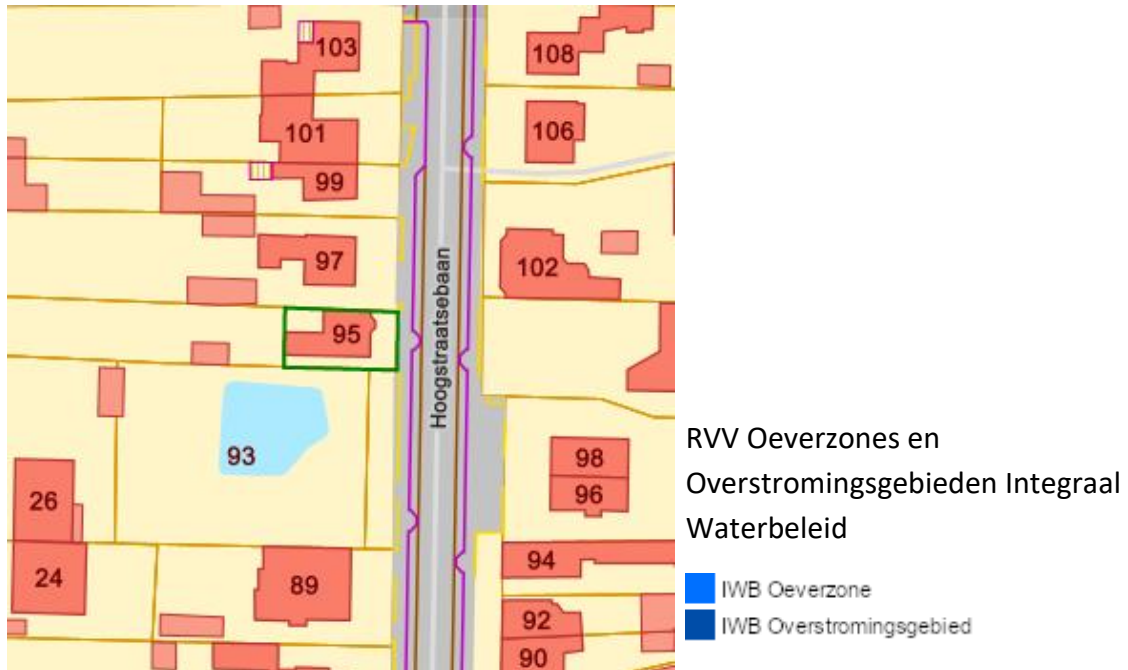 103
108
101
106
99
97
102
95
Hoogstraatsebaan
93
98
96
26
24
89
94
92
90
RVV Oeverzones en
Overstromingsgebieden Integraal
Waterbeleid
IWB Oeverzone
IWB Overstromingsgebied